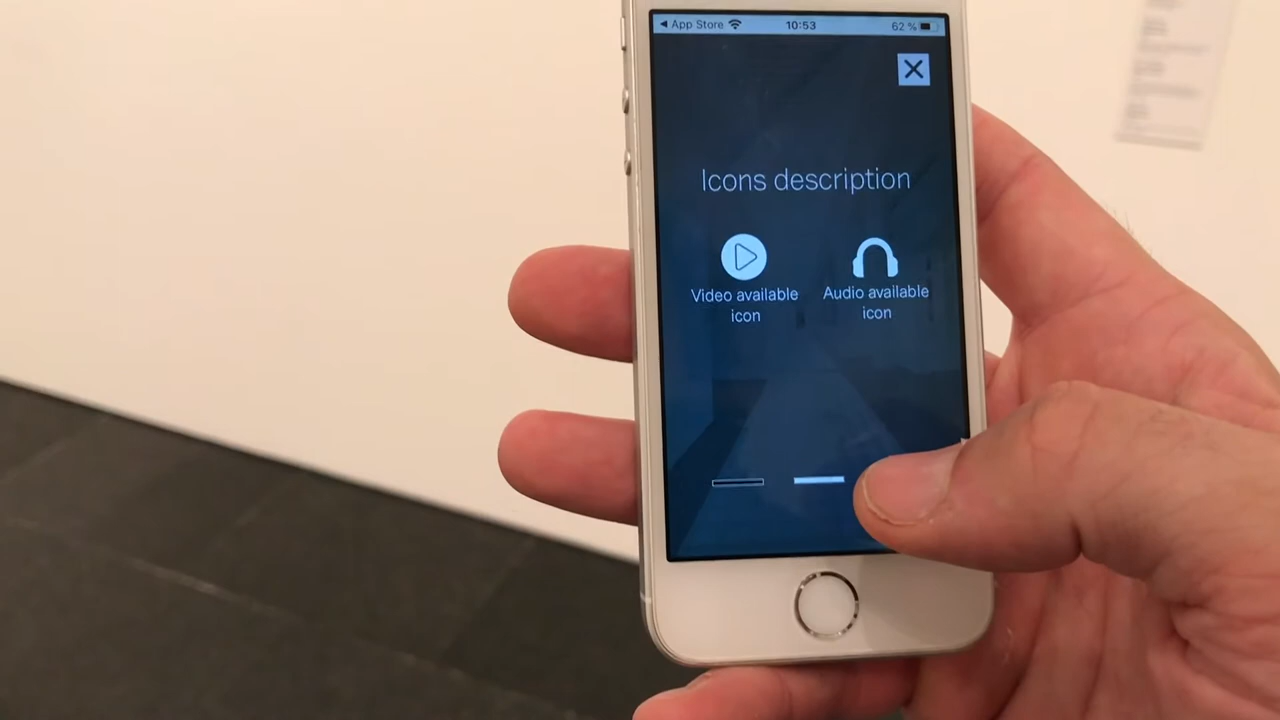 App Store 10:53 62 %
Icons description
Video available
icon
Audio available
icon